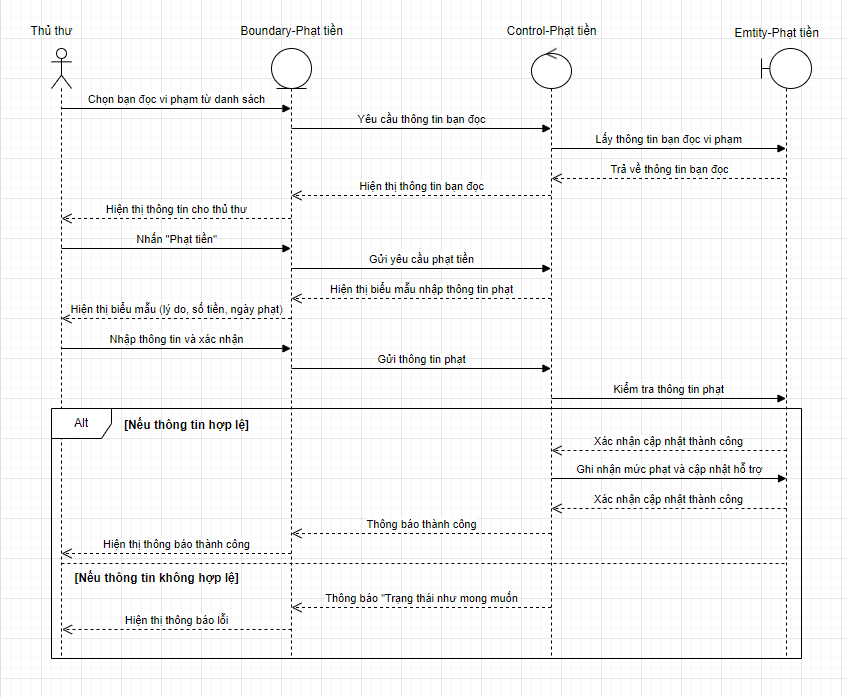 Thủ thư
Boundary-Phạt tiền
Control-Phạt tiền
Emtity-Phạt tiền
Chọn bạn đọc vi phạm từ danh sách
Yêu cầu thông tin bạn đọc
Lấy thông tin bạn đọc vi phạm
Trả về thông tin bạn đọc
Hiện thị thông tin bạn đọc
Hiện thị thông tin cho thủ thư
Nhấn "Phạt tiền"
Gửi yêu cầu phạt tiền
Hiện thị biểu mẫu nhập thông tin phạt
Hiện thị biểu mẫu (lý do, số tiền, ngày phạt)
Nhập thông tin và xác nhận
Gửi thông tin phạt
Kiểm tra thông tin phạt
Alt
[Nếu thông tin hợp lệ]
Xác nhận cập nhật thành công
Ghi nhận mức phạt và cập nhật hỗ trợ
Xác nhận cập nhật thành công
Thông báo thành công
Hiện thị thông báo thành công
[Nếu thông tin không hợp lệ]
Thông báo "Trạng thái như mong muốn
Hiện thị thông báo lỗi